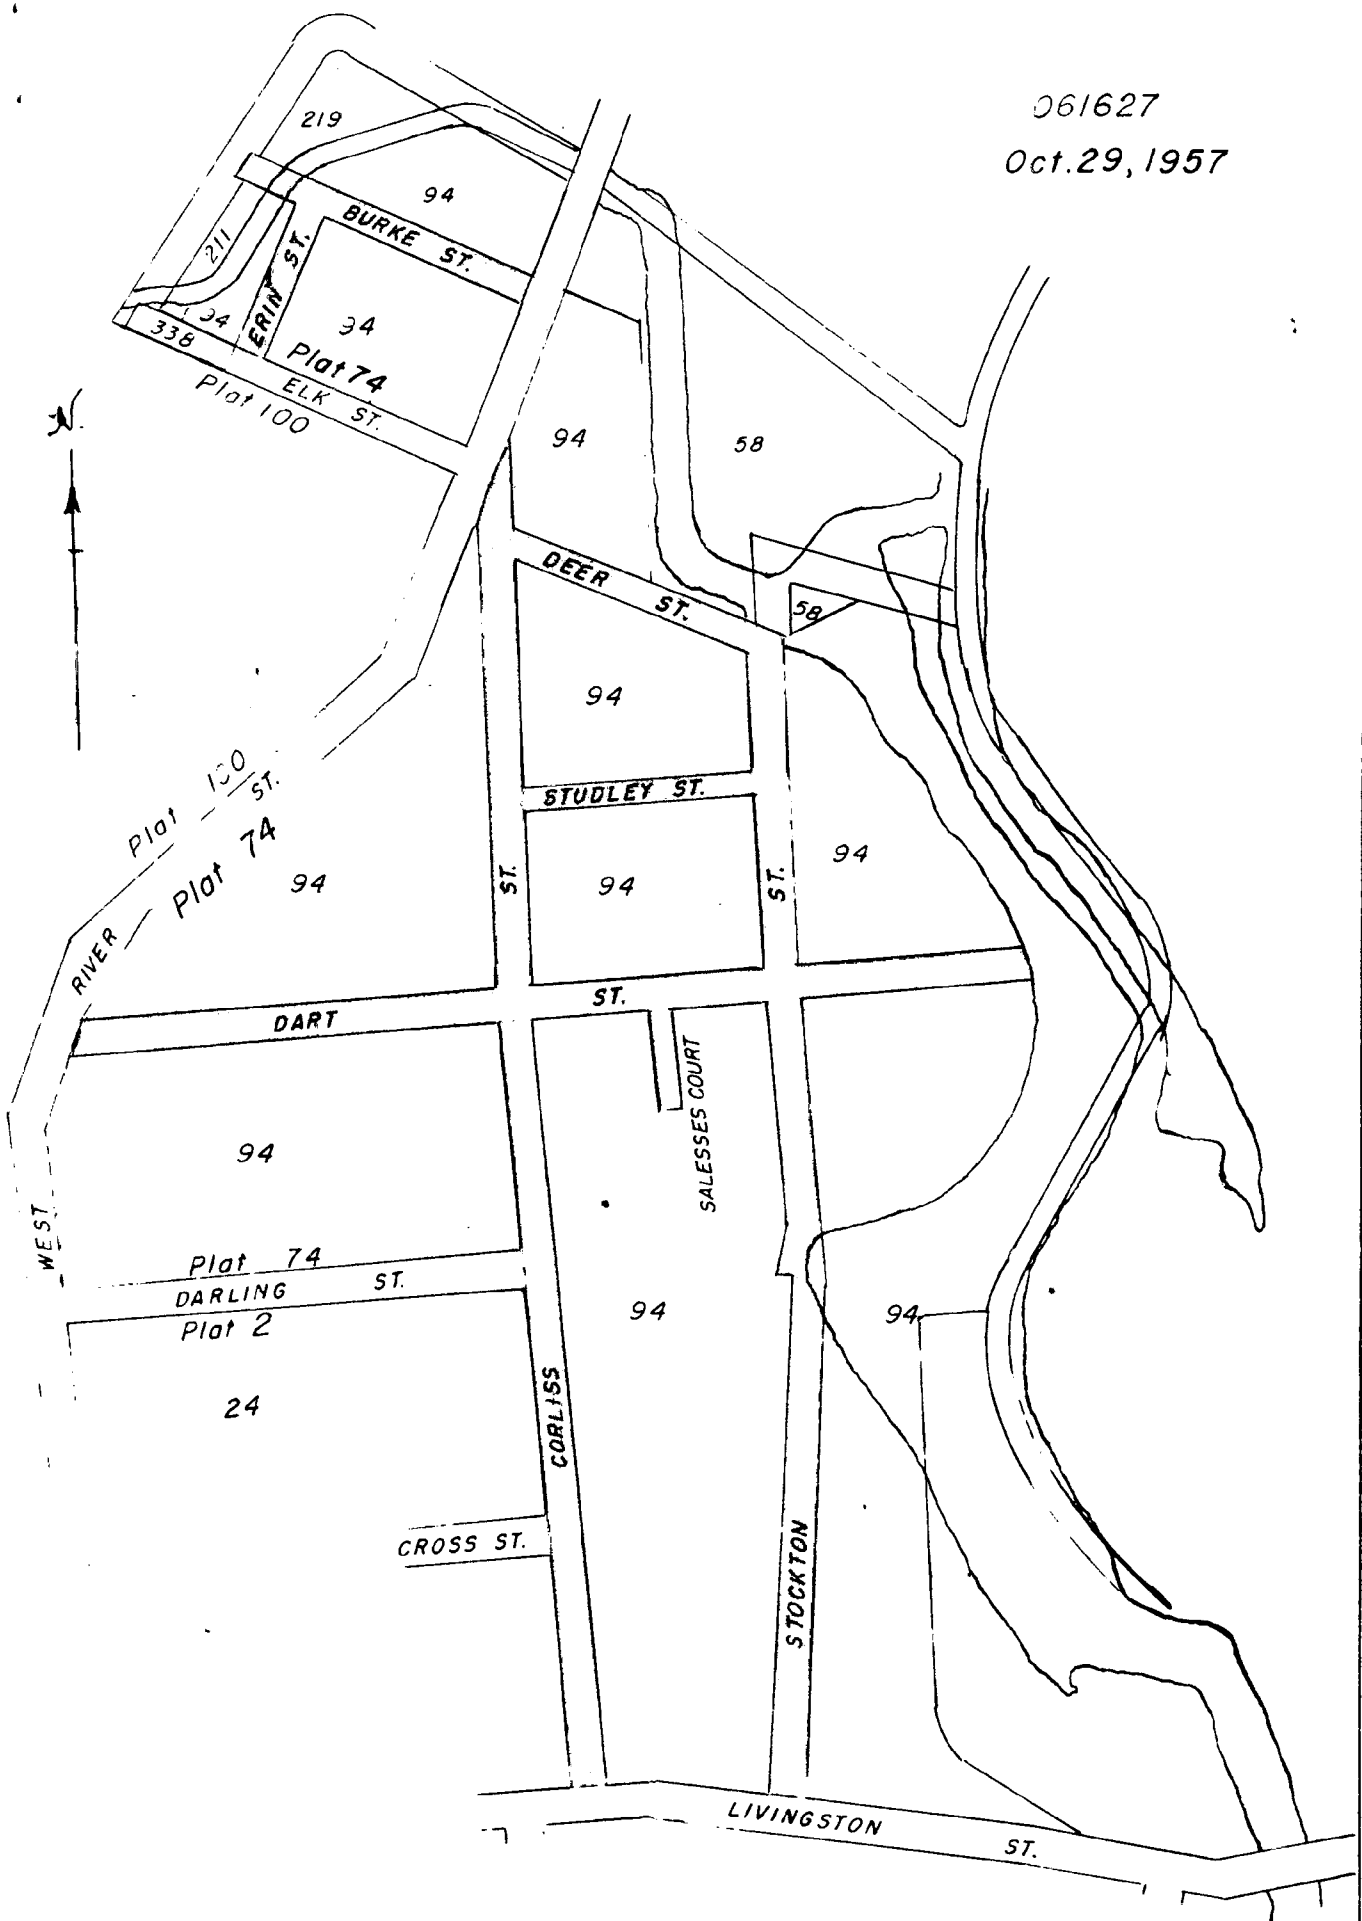 061627
Oct. 29, 1957
219
94
BURKE ST.
211
ERIN ST.
94
94
338
Plat 74
ELK ST.
Plat 100
N.
94
58
DEER ST.
58
94
Plat 100
ST.
STUDLEY ST.
Plat 74
94
ST.
94
ST.
94
RIVER
DART ST.
SALESSES COURT
94
WEST
Plat 74
DARLING ST.
Plat 2
94
94
24
CORLISS
CROSS ST.
STOCKTON
LIVINGSTON ST.